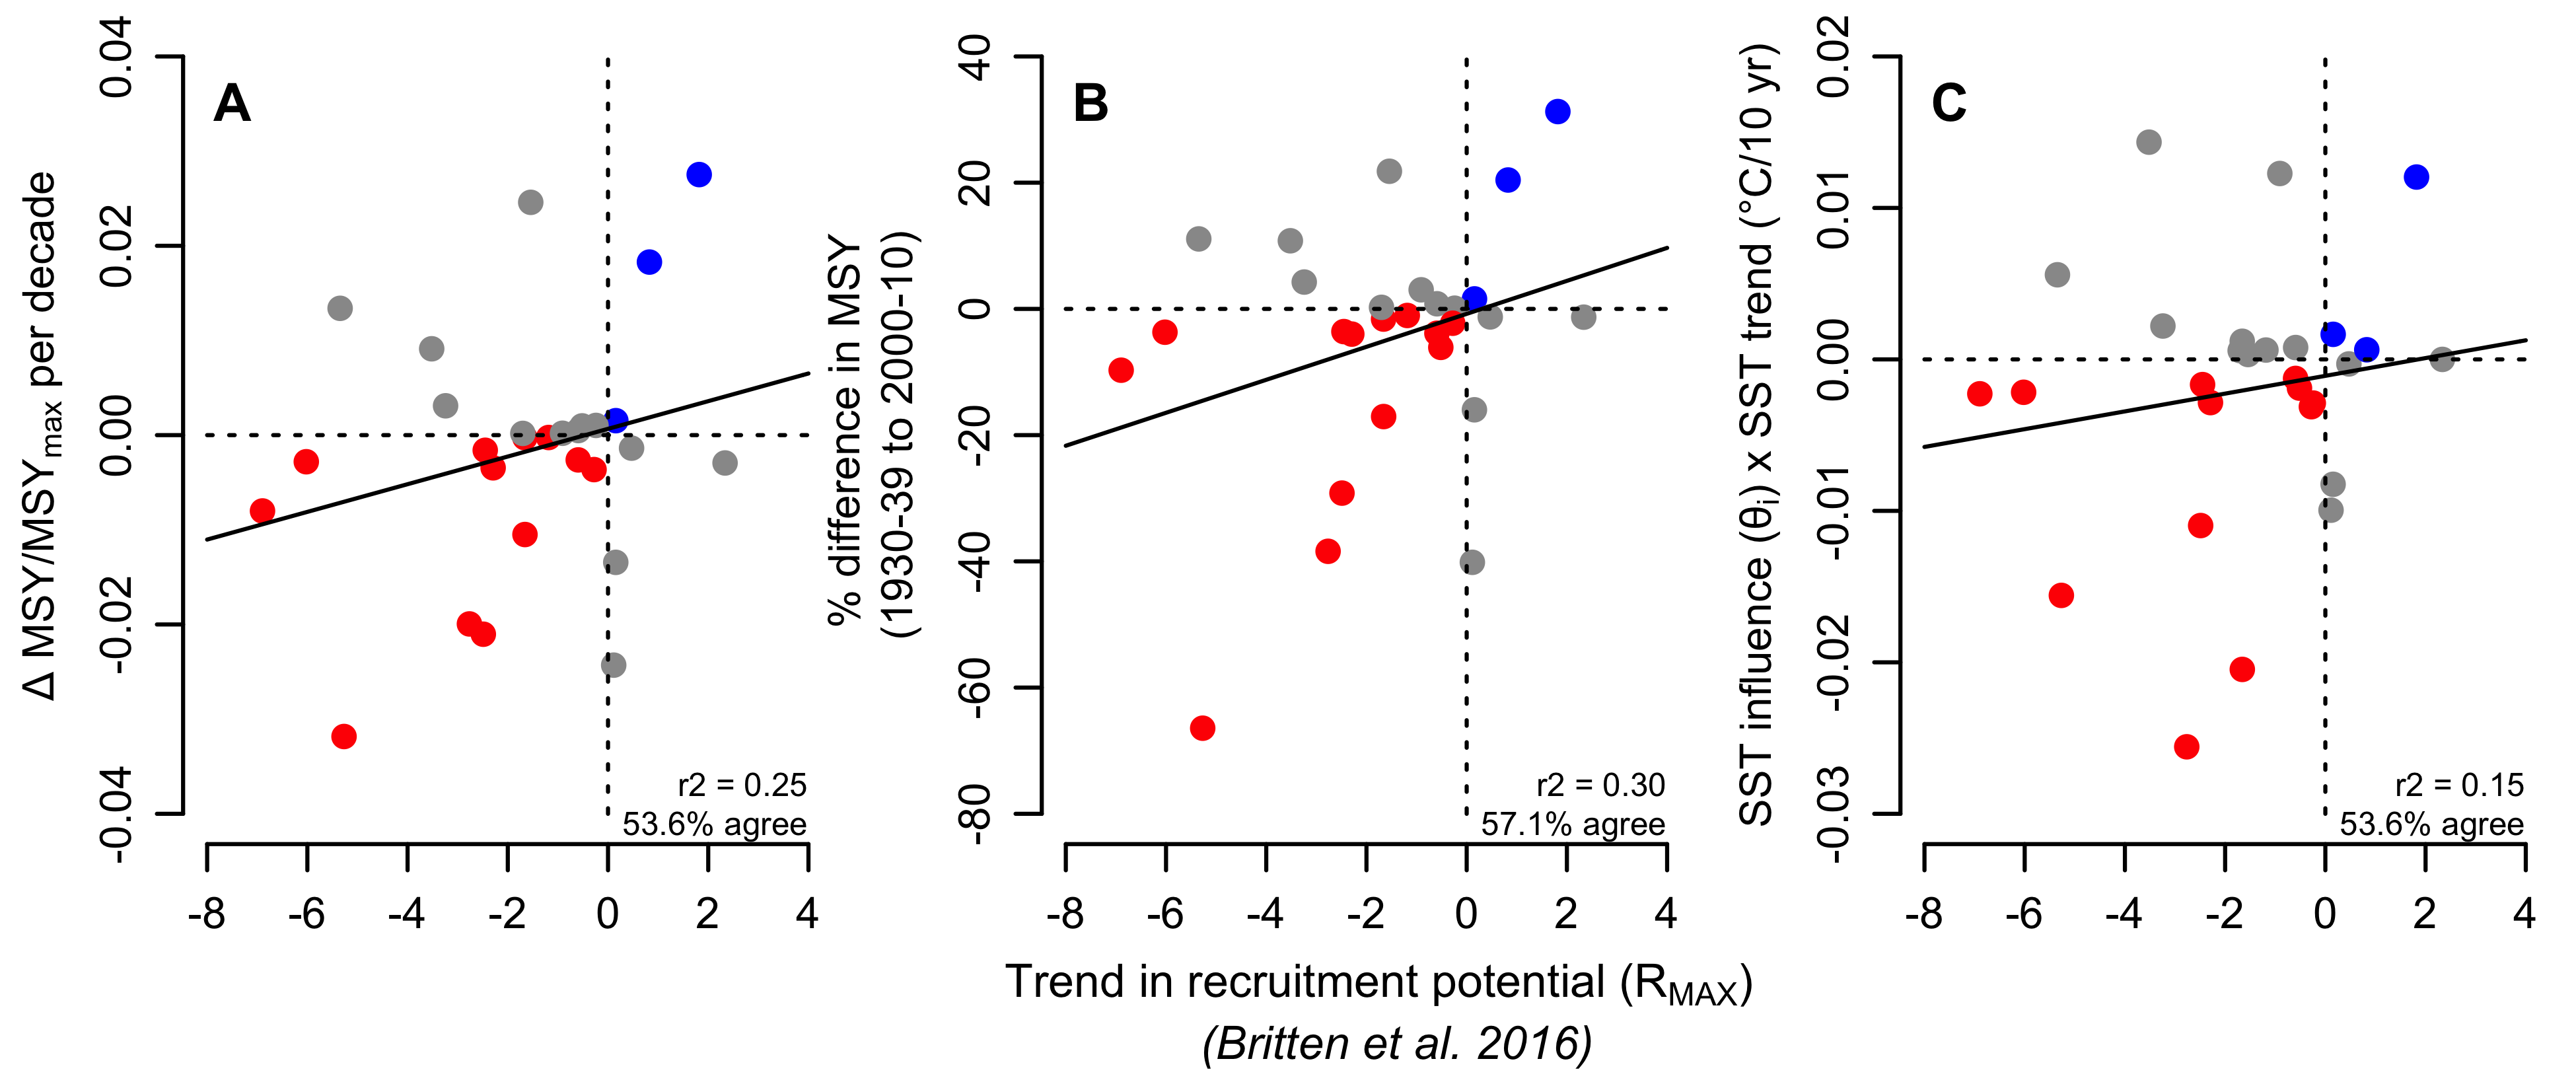 A
Δ MSY/MSYmax per decade
0.04
0.02
0.00
-0.02
-0.04
r2 = 0.25
53.6% agree
-8 -6 -4 -2 0 2 4
B
% difference in MSY
(1930-39 to 2000-10)
40
20
0
-20
-40
-60
-80
r2 = 0.30
57.1% agree
-8 -6 -4 -2 0 2 4
C
SST influence (θi) x SST trend (°C/10 yr)
0.02
0.01
0.00
-0.01
-0.02
-0.03
r2 = 0.15
53.6% agree
-8 -6 -4 -2 0 2 4
Trend in recruitment potential (RMAX)
(Britten et al. 2016)